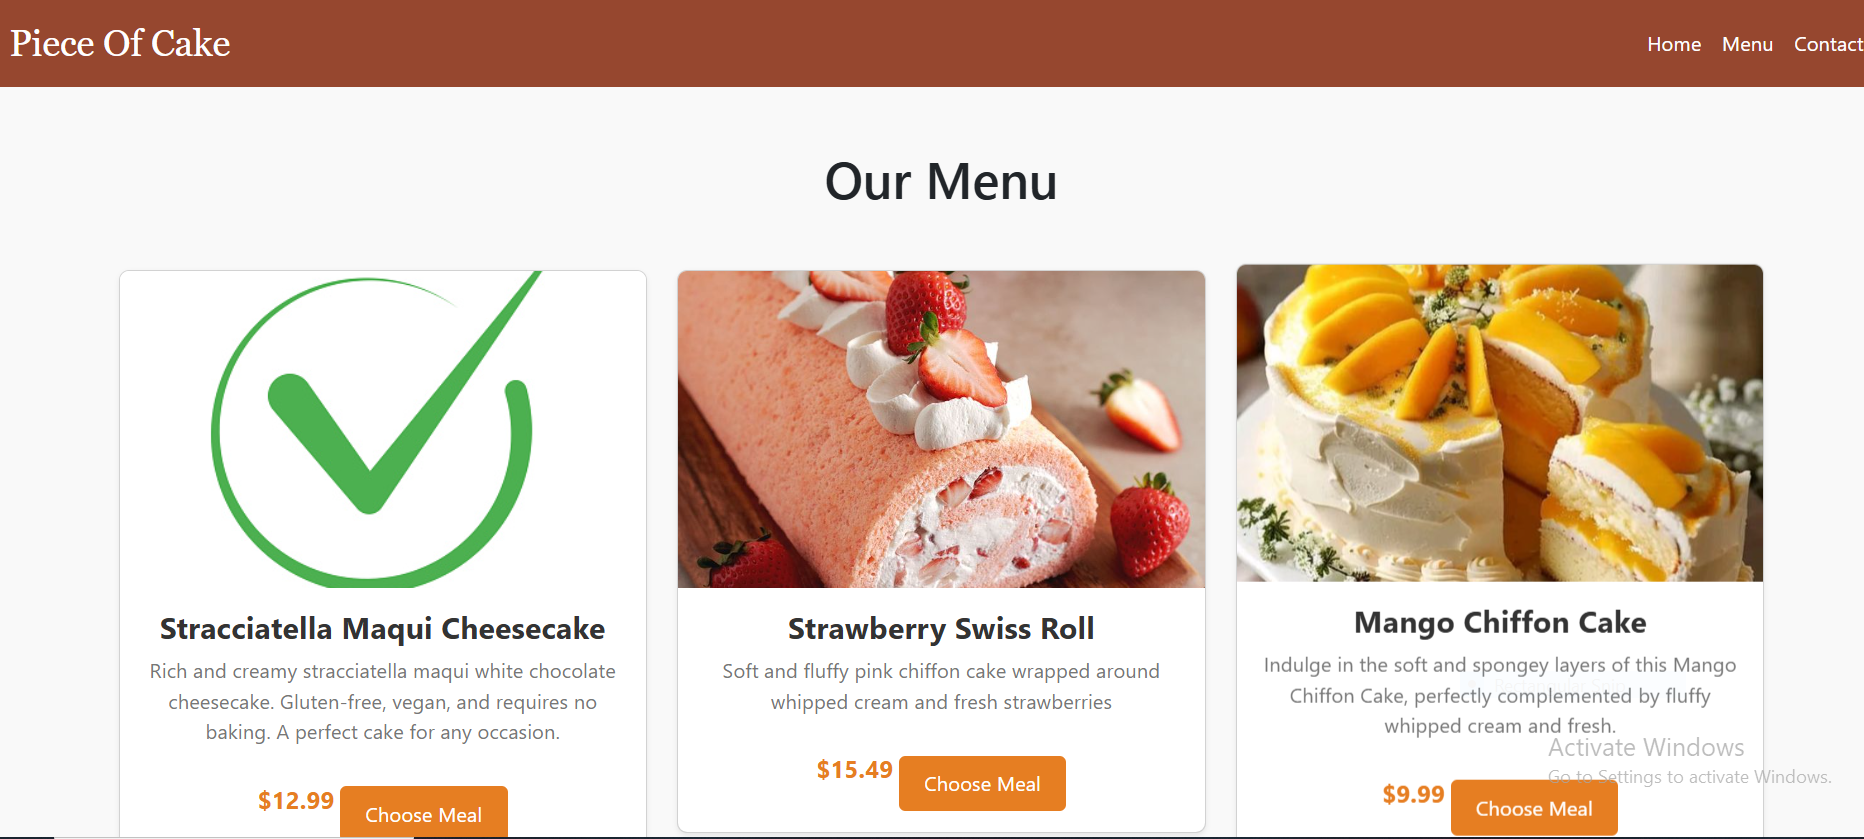 Piece Of Cake
Home Menu Contact
Our Menu
Stracciatella Maqui Cheesecake
Rich and creamy stracciatella maqui white chocolate
cheesecake. Gluten-free, vegan, and requires no
baking. A perfect cake for any occasion.
$12.99 Choose Meal
Strawberry Swiss Roll
Soft and fluffy pink chiffon cake wrapped around
whipped cream and fresh strawberries
$15.49 Choose Meal
Mango Chiffon Cake
Indulge in the soft and spongey layers of this Mango
Chiffon Cake, perfectly complemented by fluffy
whipped cream and fresh.
$9.99 Choose Meal
Rectangular Snip
Activate Windows
Go to Settings to activate Windows.